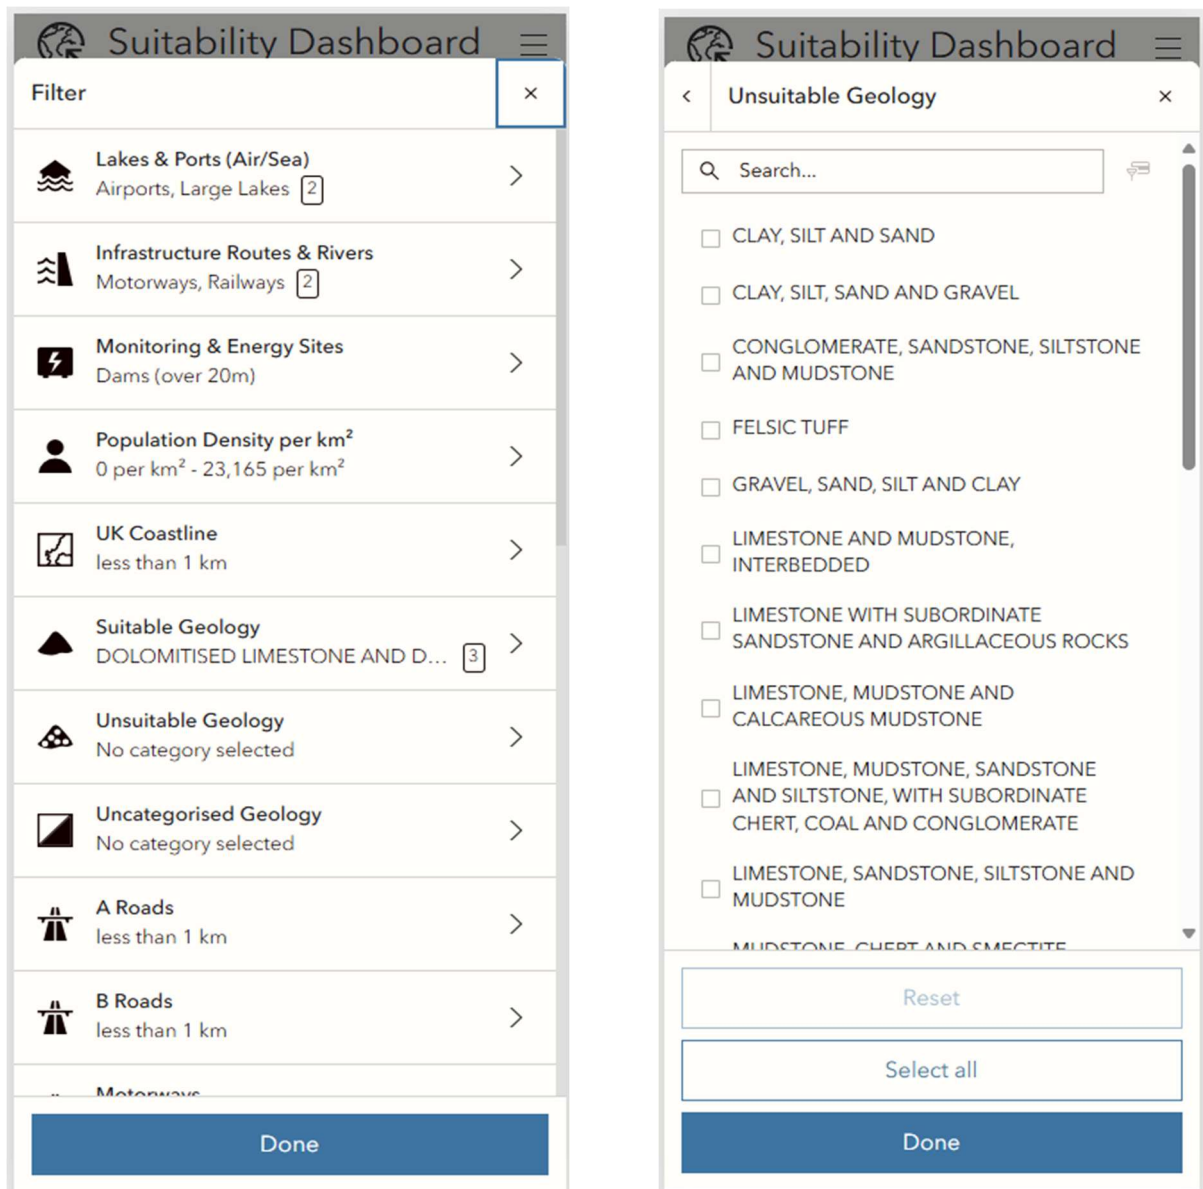 Suitability Dashboard
Filter
Lakes & Ports (Air/Sea)
Airports, Large Lakes 2
Infrastructure Routes & Rivers
Motorways, Railways 2
Monitoring & Energy Sites
Dams (over 20m)
Population Density per km²
0 per km² - 23,165 per km²
UK Coastline
less than 1 km
Suitable Geology
DOLOMITISED LIMESTONE AND D... 3
Unsuitable Geology
No category selected
Uncategorised Geology
No category selected
A Roads
less than 1 km
B Roads
less than 1 km
Motorways
Done
Suitability Dashboard
Unsuitable Geology
Search...
CLAY, SILT AND SAND
CLAY, SILT, SAND AND GRAVEL
CONGLOMERATE, SANDSTONE, SILTSTONE
AND MUDSTONE
FELSIC TUFF
GRAVEL, SAND, SILT AND CLAY
LIMESTONE AND MUDSTONE,
INTERBEDDED
LIMESTONE WITH SUBORDINATE
SANDSTONE AND ARGILLACEOUS ROCKS
LIMESTONE, MUDSTONE AND
CALCAREOUS MUDSTONE
LIMESTONE, MUDSTONE, SANDSTONE
AND SILTSTONE, WITH SUBORDINATE
CHERT, COAL AND CONGLOMERATE
LIMESTONE, SANDSTONE, SILTSTONE AND
MUDSTONE
MUDSTONE, CHERT AND SMECTITE
Reset
Select all
Done